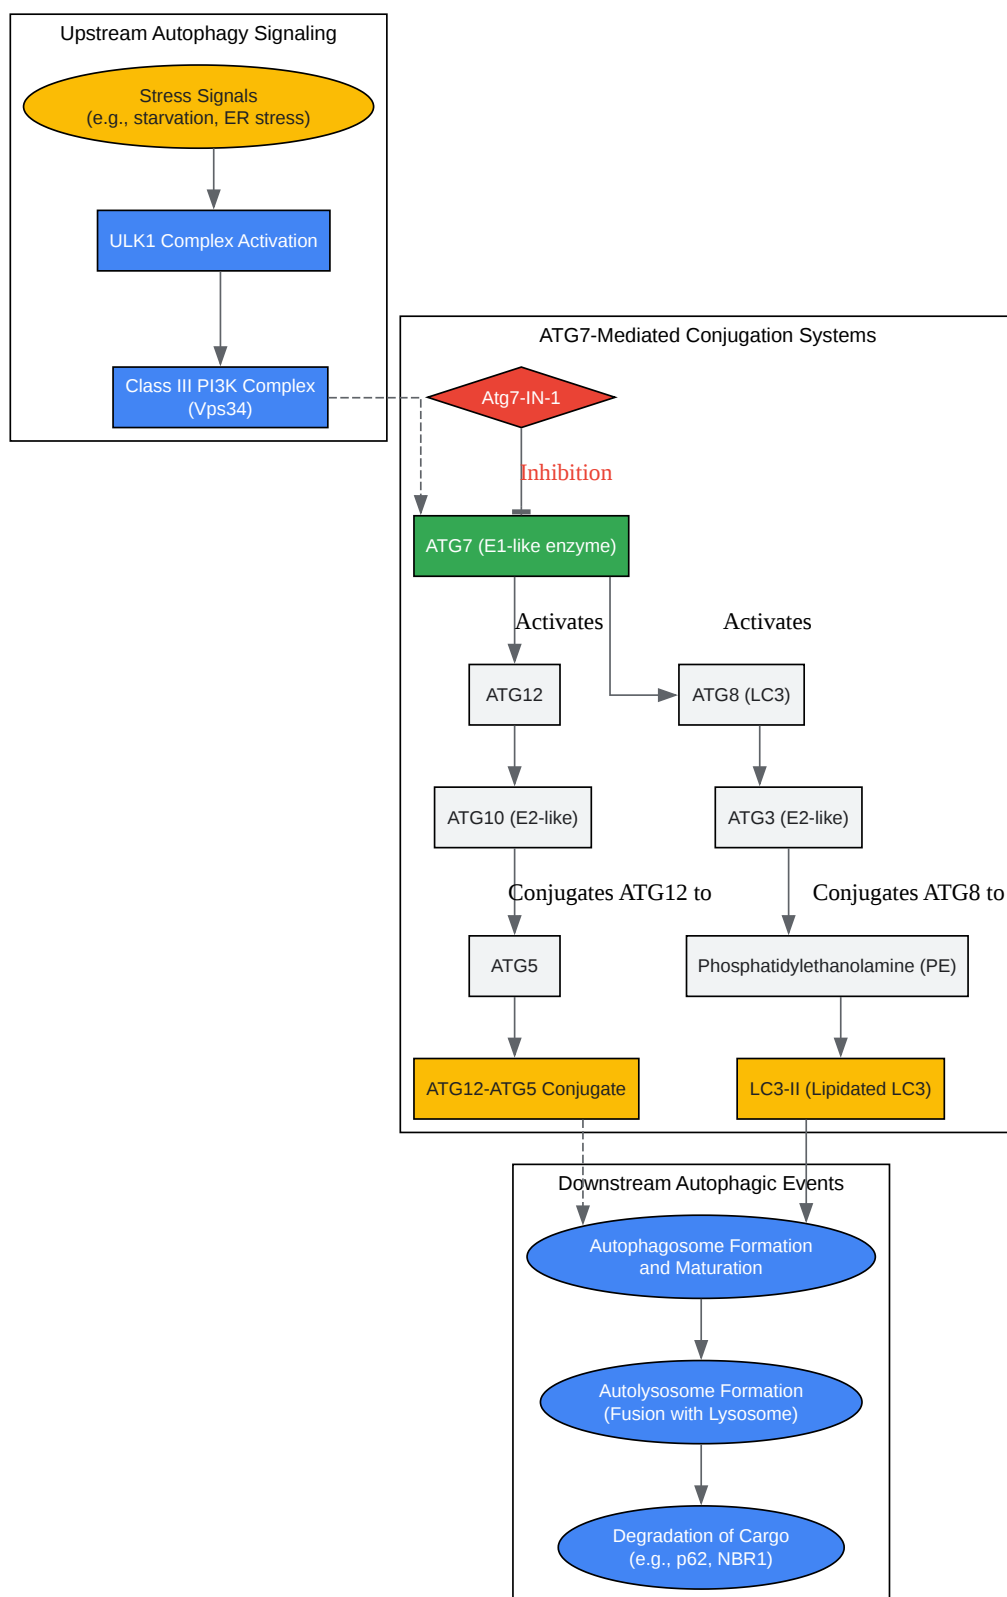 Upstream Autophagy Signaling
Stress Signals
(e.g., starvation, ER stress)
ULK1 Complex Activation
Class III PI3K Complex
(Vps34)
ATG7-Mediated Conjugation Systems
Atg7-IN-1
Inhibition
ATG7 (E1-like enzyme)
Activates
Activates
ATG12
ATG8 (LC3)
ATG10 (E2-like)
ATG3 (E2-like)
Conjugates ATG12 to
Conjugates ATG8 to
ATG5
Phosphatidylethanolamine (PE)
ATG12-ATG5 Conjugate
LC3-II (Lipidated LC3)
Downstream Autophagic Events
Autophagosome Formation
and Maturation
Autolysosome Formation
(Fusion with Lysosome)
Degradation of Cargo
(e.g., p62, NBR1)